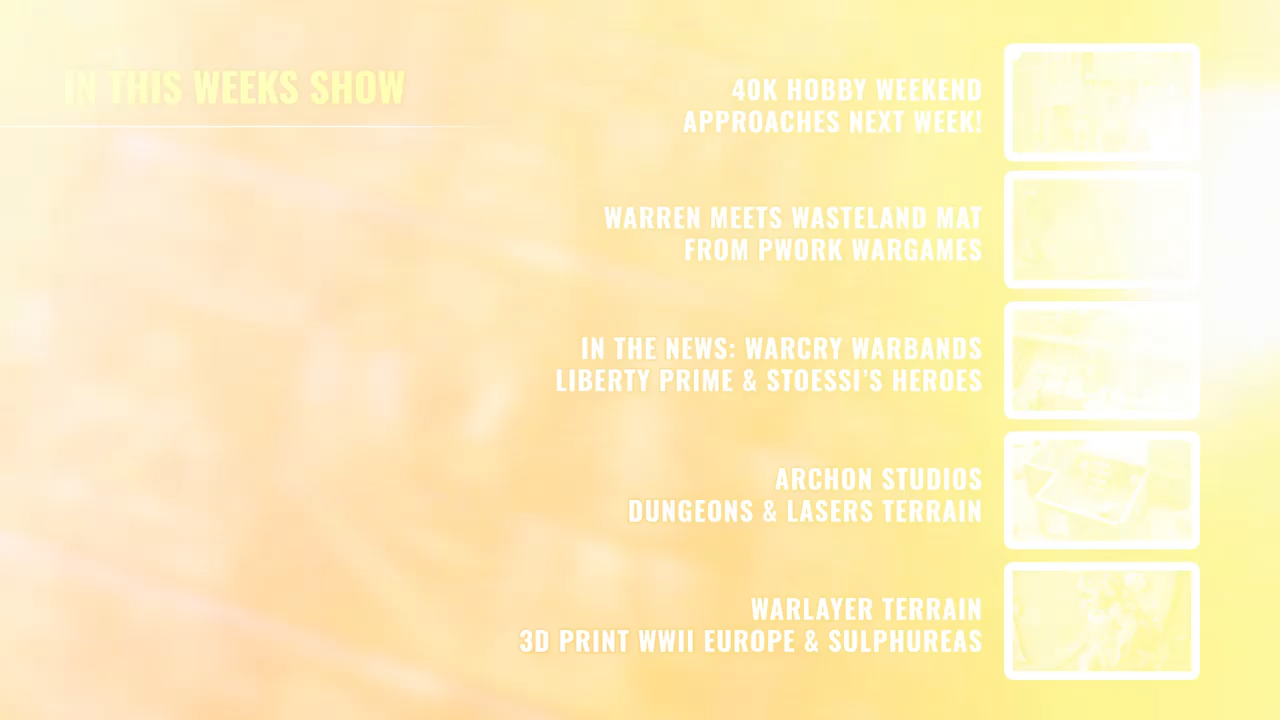 IN THIS WEEKS SHOW
40K HOBBY WEEKEND
APPROACHES NEXT WEEK!
WARREN MEETS WASTELAND MAT
FROM PWORK WARGAMES
IN THE NEWS: WARCRY WARBANDS
LIBERTY PRIME & STOESSI'S HEROES
ARCHON STUDIOS
DUNGEONS & LASERS TERRAIN
WARLAYER TERRAIN
3D PRINT WWII EUROPE & SULPHUREAS